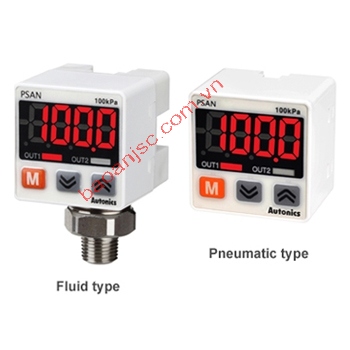 PSAN
100kPa
100.0
OUT1
OUT2
M
Autonics
Fluid type
PSAN
100kPa
100.0
OUT1
OUT2
M
Autonics
Pneumatic type